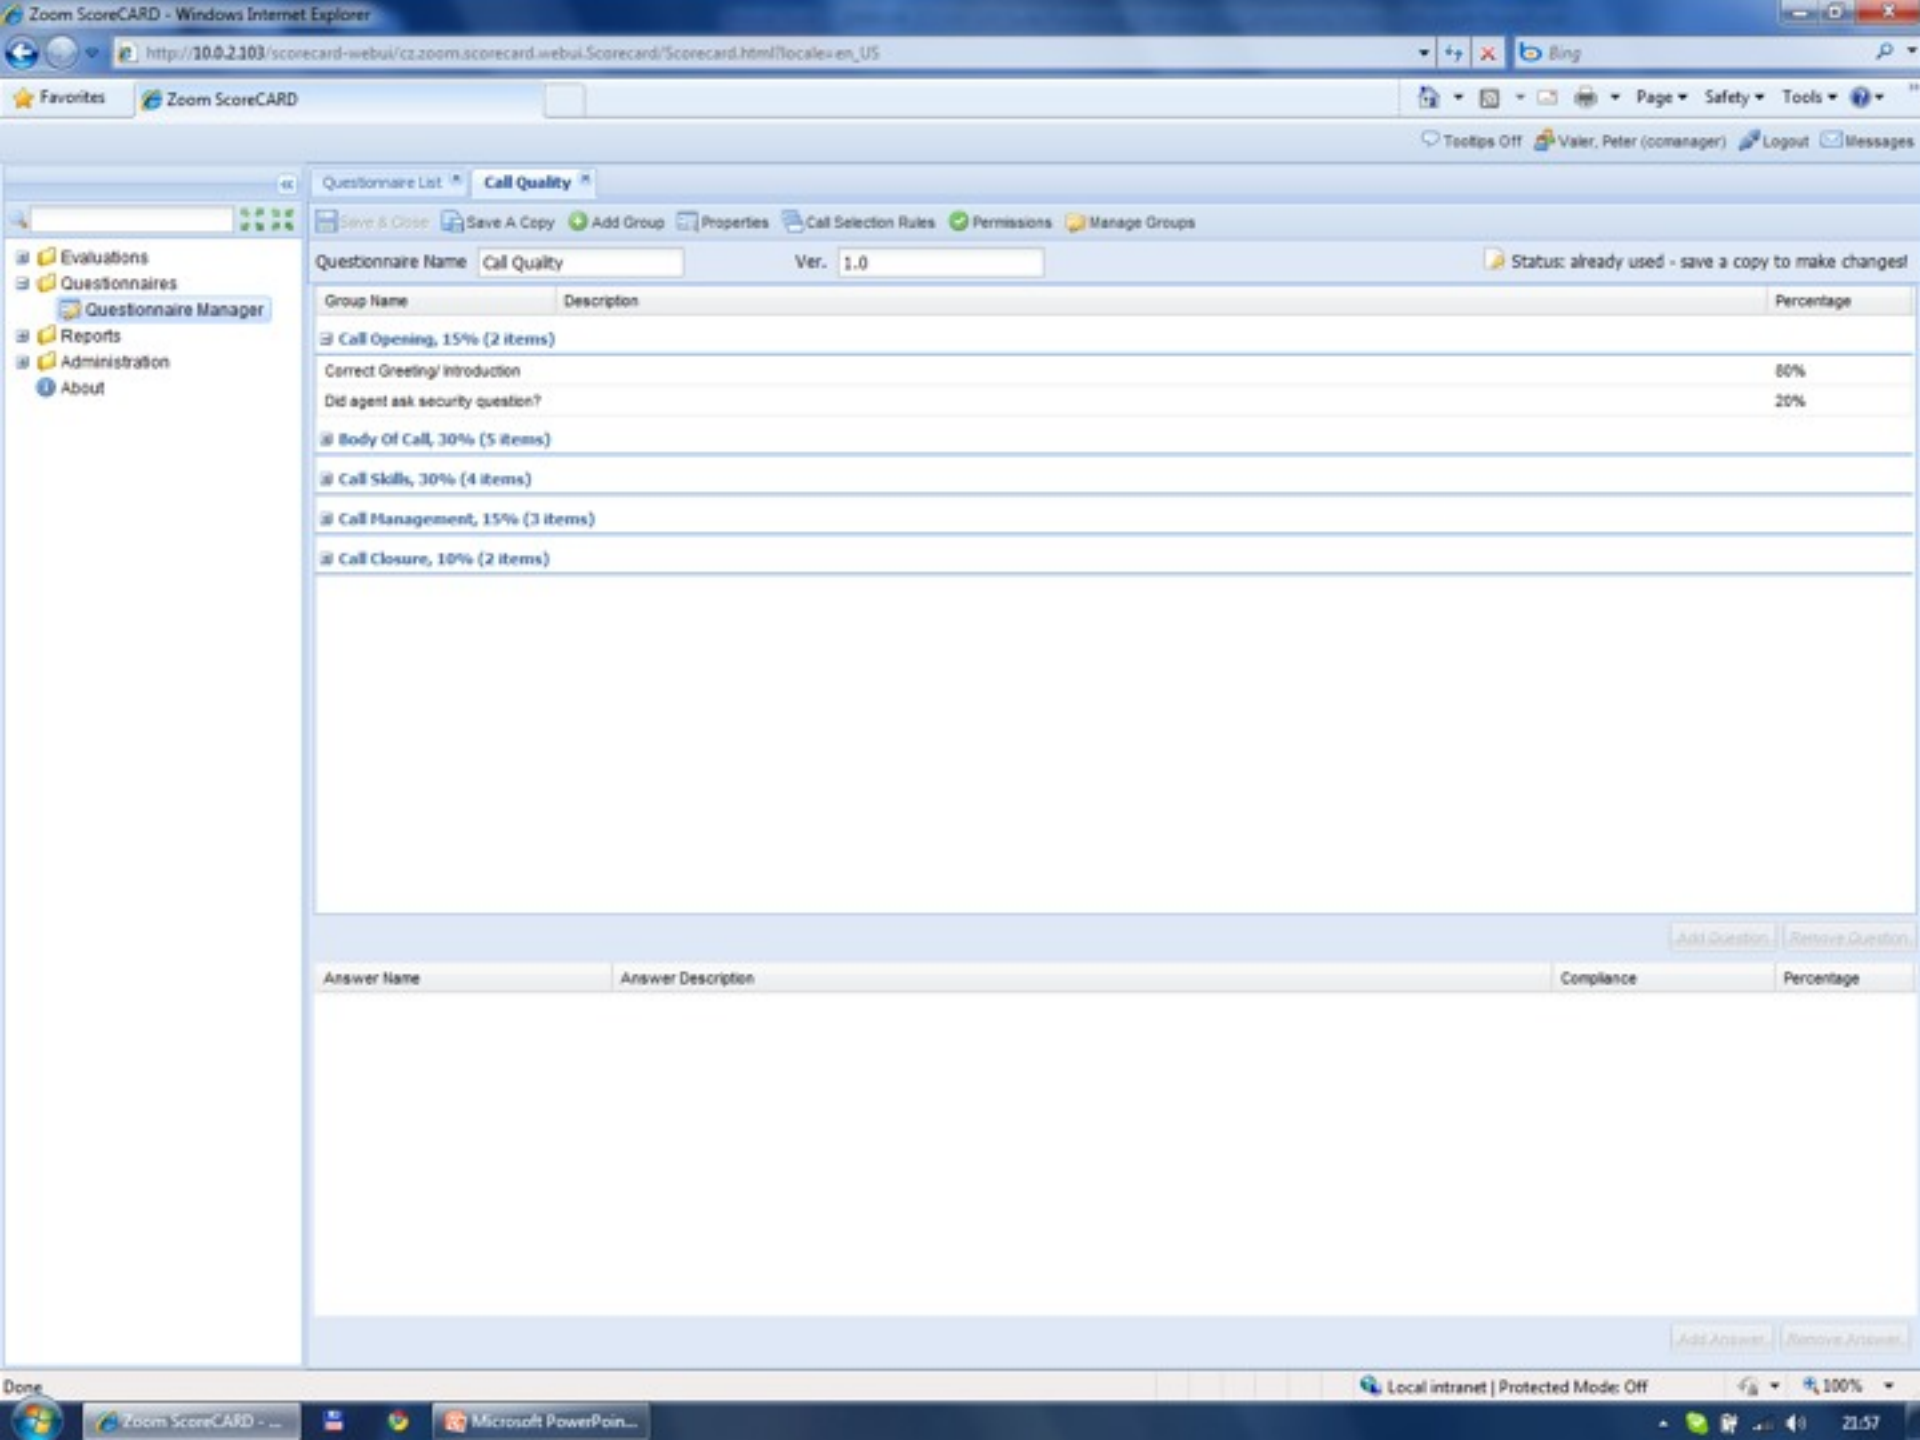 Zoom ScoreCARD - Windows Internet Explorer
http://10.0.2.103/scorecard-webui/cz.zoom.scorecard.webui.Scorecard/Scorecard.html?locale=en_US
Bing
Favorites
Zoom ScoreCARD
Page
Safety
Tools
Tooltips Off
Valer, Peter (ccmanager)
Logout
Messages
Questionnaire List
Call Quality
Save & Close
Save A Copy
Add Group
Properties
Call Selection Rules
Permissions
Manage Groups
Evaluations
Questionnaires
Questionnaire Manager
Reports
Administration
About
Questionnaire Name
Call Quality
Ver.
1.0
Status: already used - save a copy to make changes!
Group Name
Description
Percentage
Call Opening, 15% (2 items)
Correct Greeting/ Introduction
80%
Did agent ask security question?
20%
Body Of Call, 30% (5 items)
Call Skills, 30% (4 items)
Call Management, 15% (3 items)
Call Closure, 10% (2 items)
Add Question
Remove Question
Answer Name
Answer Description
Compliance
Percentage
Add Answer
Remove Answer
Done
Local intranet | Protected Mode: Off
100%
Zoom ScoreCARD - ...
Microsoft PowerPoin...
21:57